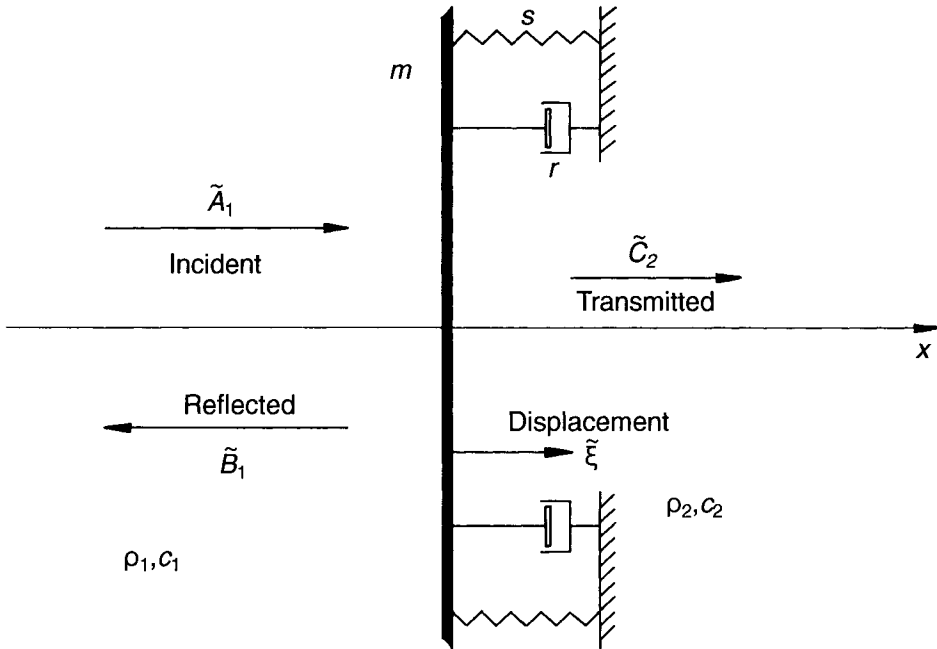 s
m
r
Ã₁
Incident
C̃₂
Transmitted
x
Reflected
B̃₁
Displacement
ξ̃
ρ₂,c₂
ρ₁,c₁